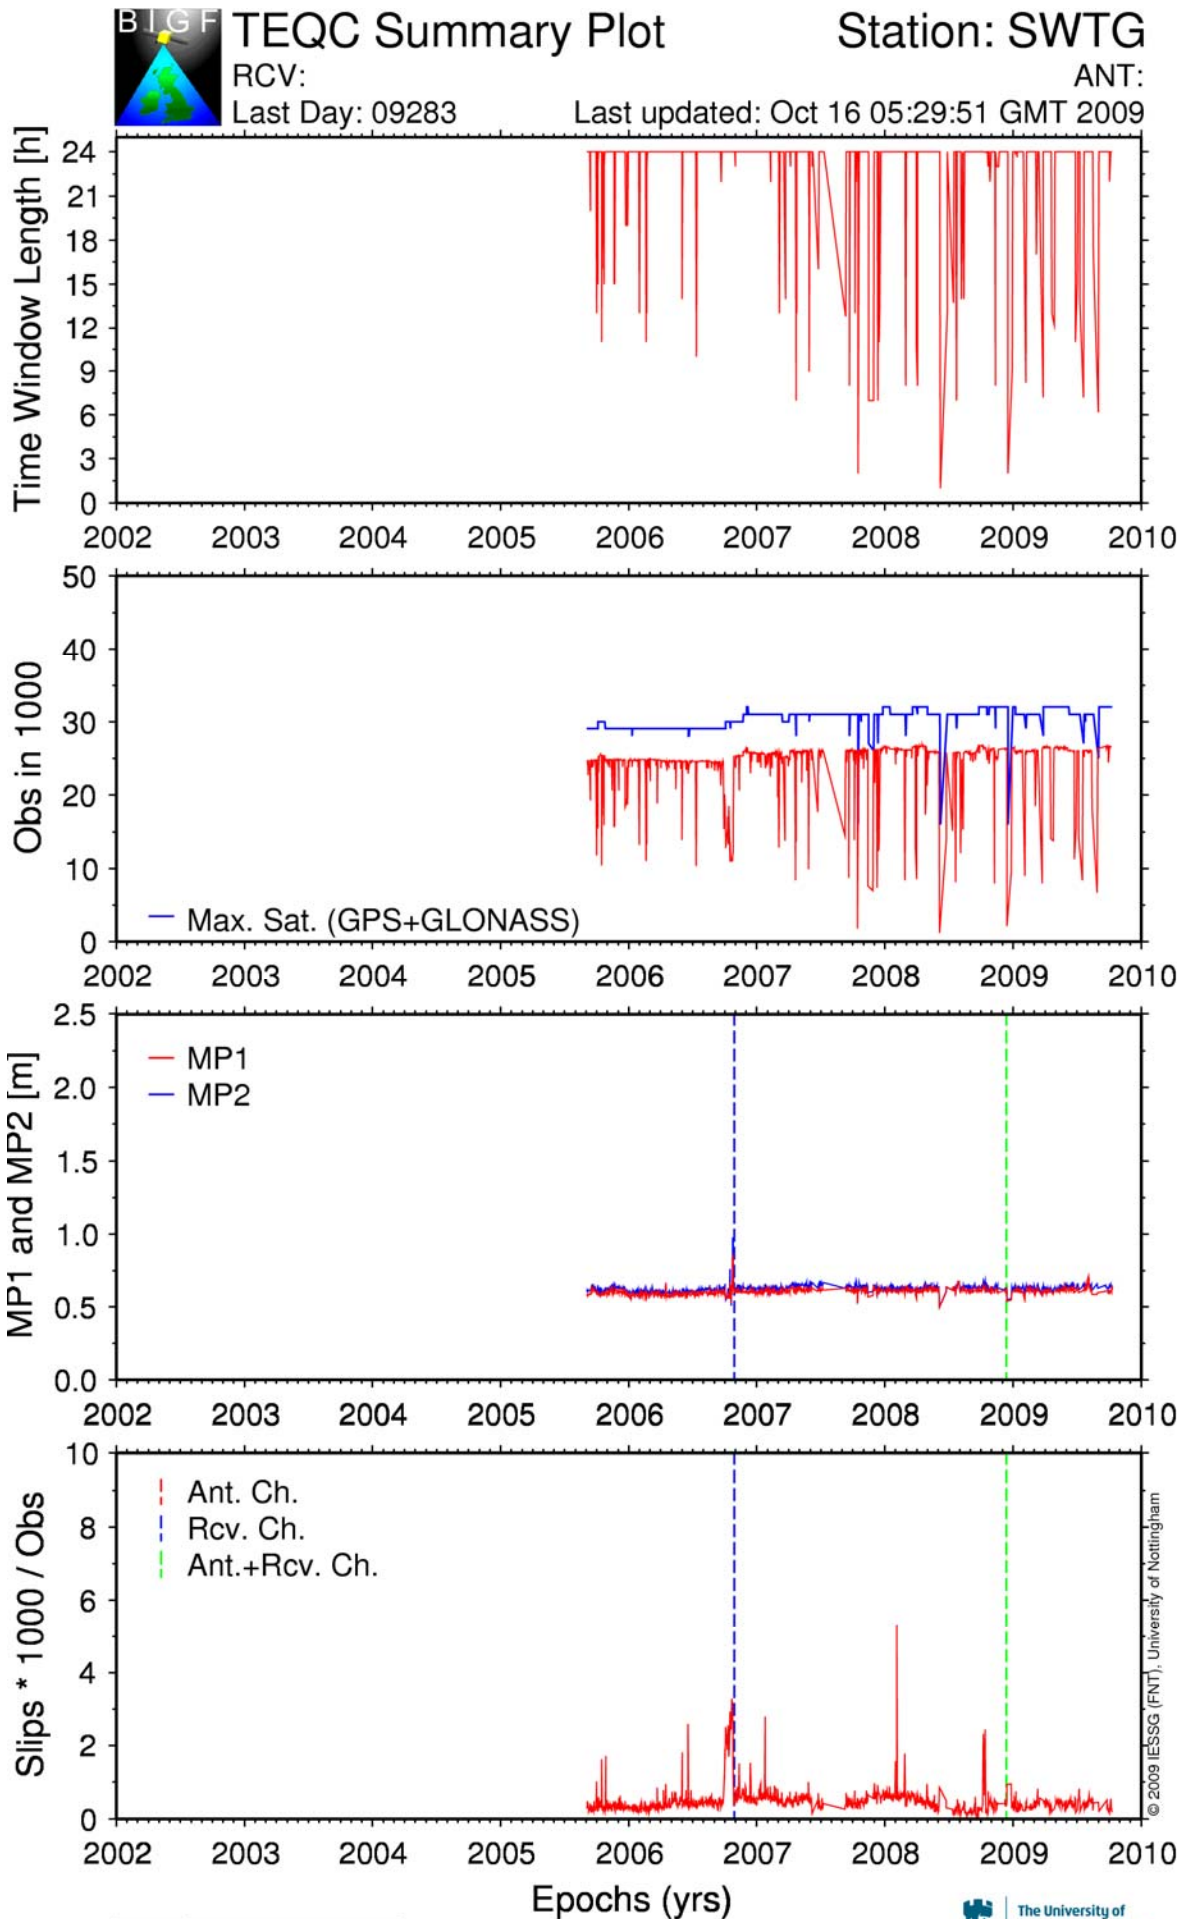 B I G F
TEQC Summary Plot
Station: SWTG
RCV:
ANT:
Last Day: 09283
Last updated: Oct 16 05:29:51 GMT 2009
Time Window Length [h]
24
21
18
15
12
9
6
3
0
2002 2003 2004 2005 2006 2007 2008 2009 2010
Obs in 1000
50
40
30
20
10
0
Max. Sat. (GPS+GLONASS)
2002 2003 2004 2005 2006 2007 2008 2009 2010
MP1 and MP2 [m]
2.5
2.0
1.5
1.0
0.5
0.0
MP1
MP2
2002 2003 2004 2005 2006 2007 2008 2009 2010
Slips * 1000 / Obs
10
8
6
4
2
0
Ant. Ch.
Rcv. Ch.
Ant.+Rcv. Ch.
© 2009 IESSG (FNT), University of Nottingham
2002 2003 2004 2005 2006 2007 2008 2009 2010
Epochs (yrs)
The University of